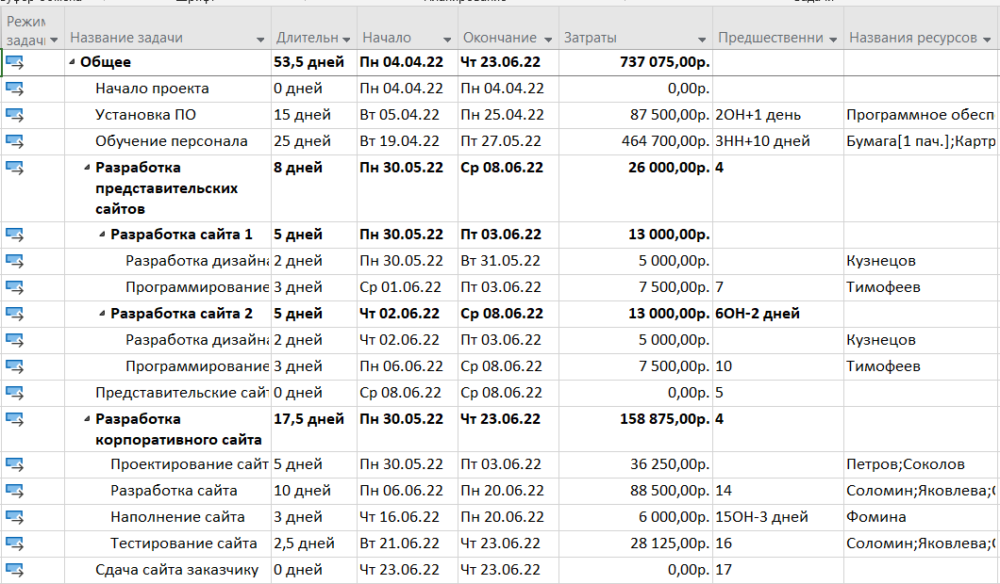 Планирование
Режим задачи Название задачи Длительн Начало Окончание Затраты Предшественни Названия ресурсов
Общее 53,5 дней Пн 04.04.22 Чт 23.06.22 737 075,00р.
Начало проекта 0 дней Пн 04.04.22 Пн 04.04.22 0,00р.
Установка ПО 15 дней Вт 05.04.22 Пн 25.04.22 87 500,00р. 2ОН+1 день Программное обесп
Обучение персонала 25 дней Вт 19.04.22 Пт 27.05.22 464 700,00р. 3НН+10 дней Бумага[1 пач.];Картр
Разработка 8 дней Пн 30.05.22 Ср 08.06.22 26 000,00р. 4
представительских
сайтов
Разработка сайта 1 5 дней Пн 30.05.22 Пт 03.06.22 13 000,00р.
Разработка дизайна 2 дней Пн 30.05.22 Вт 31.05.22 5 000,00р. Кузнецов
Программирование 3 дней Ср 01.06.22 Пт 03.06.22 7 500,00р. 7 Тимофеев
Разработка сайта 2 5 дней Чт 02.06.22 Ср 08.06.22 13 000,00р. 6ОН-2 дней
Разработка дизайна 2 дней Чт 02.06.22 Пт 03.06.22 5 000,00р. Кузнецов
Программирование 3 дней Пн 06.06.22 Ср 08.06.22 7 500,00р. 10 Тимофеев
Представительские сайт 0 дней Ср 08.06.22 Ср 08.06.22 0,00р. 5
Разработка 17,5 дней Пн 30.05.22 Чт 23.06.22 158 875,00р. 4
корпоративного сайта
Проектирование сайт 5 дней Пн 30.05.22 Пт 03.06.22 36 250,00р. Петров;Соколов
Разработка сайта 10 дней Пн 06.06.22 Пн 20.06.22 88 500,00р. 14 Соломин;Яковлева;
Наполнение сайта 3 дней Чт 16.06.22 Пн 20.06.22 6 000,00р. 15ОН-3 дней Фомина
Тестирование сайта 2,5 дней Вт 21.06.22 Чт 23.06.22 28 125,00р. 16 Соломин;Яковлева;
Сдача сайта заказчику 0 дней Чт 23.06.22 Чт 23.06.22 0,00р. 17